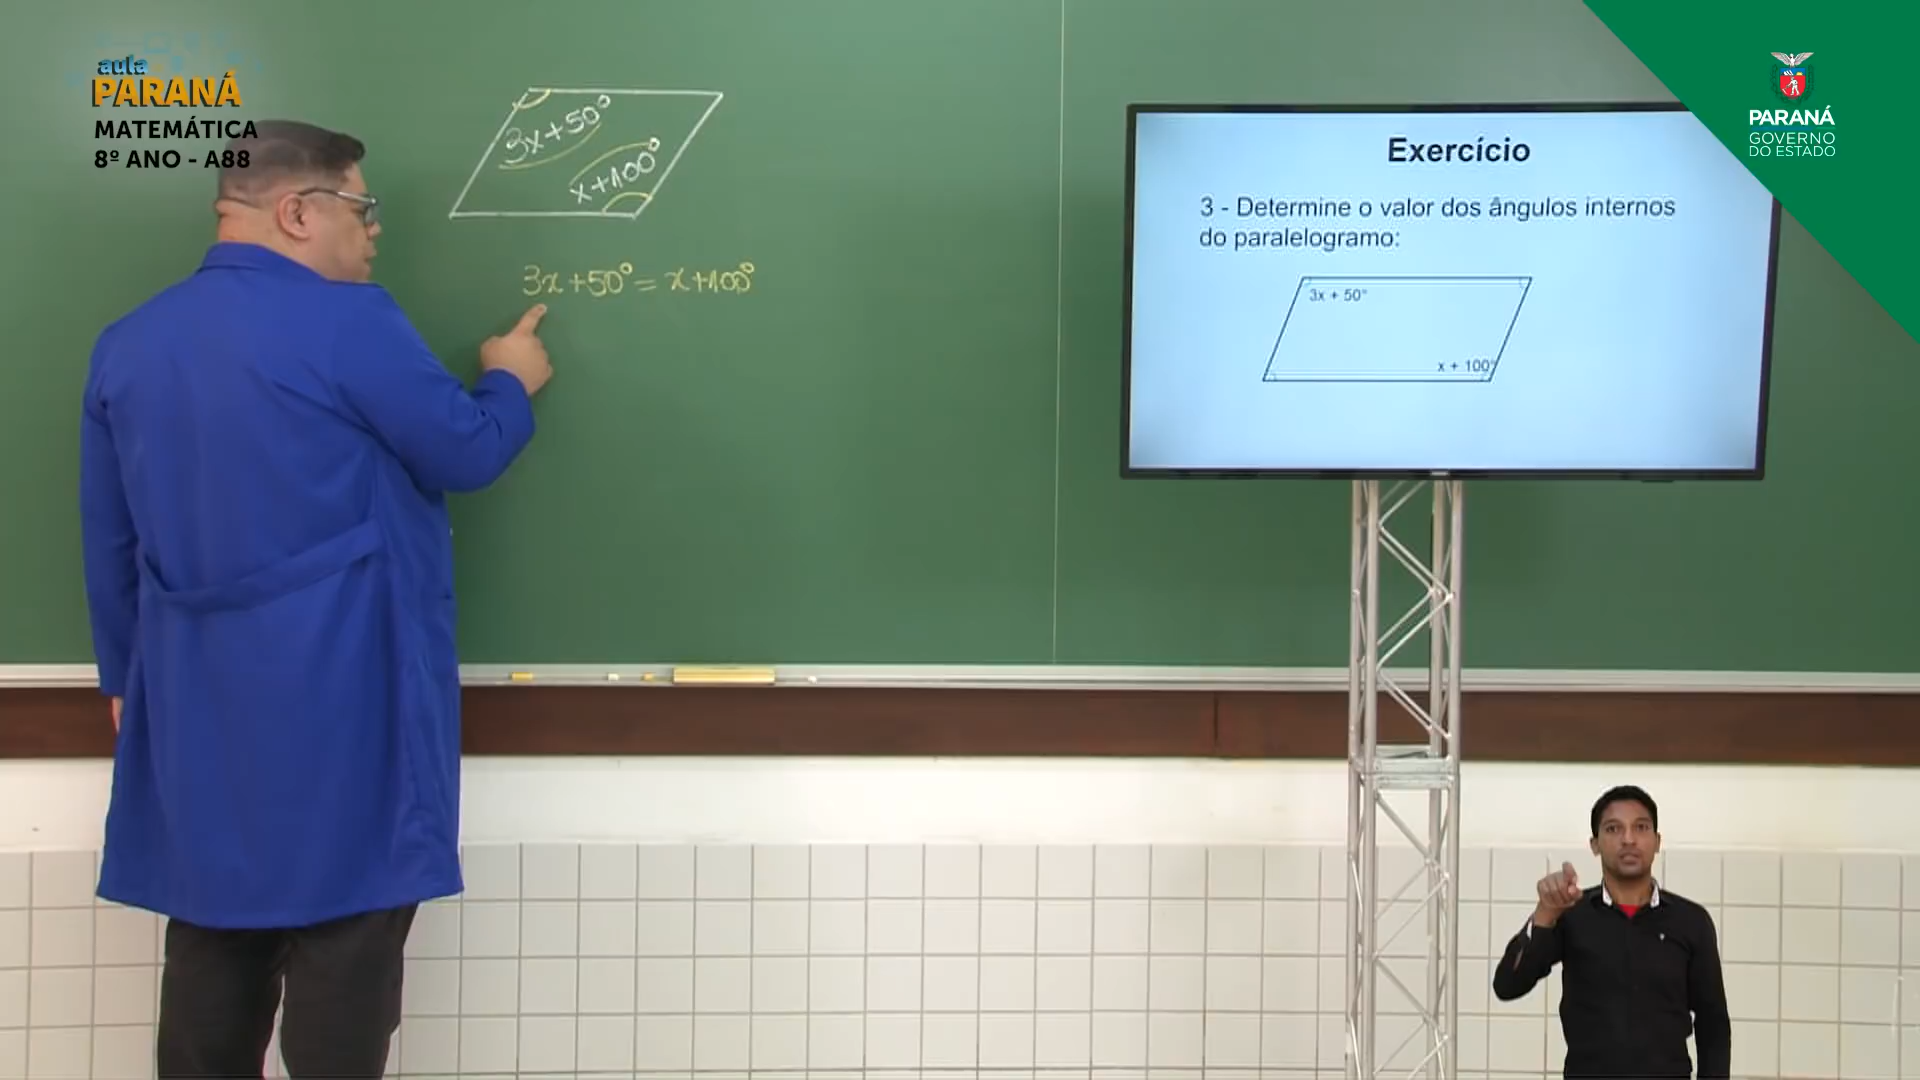 aula
PARANÁ
MATEMÁTICA
8º ANO - A88
3x+50°
x+100°
3x+50°=x+100°
Exercício
3 - Determine o valor dos ângulos internos
do paralelogramo:
3x + 50°
x + 100°
PARANÁ
GOVERNO
DO ESTADO